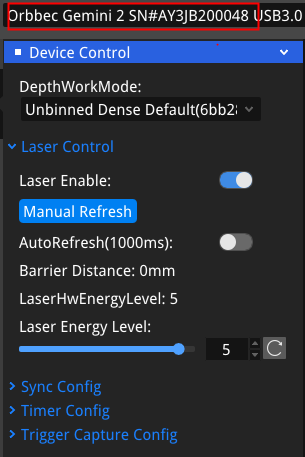 Orbbec Gemini 2 SN#AY3JB200048 USB3.0
Device Control
DepthWorkMode:
Unbinned Dense Default(6bb28
Laser Control
Laser Enable:
Manual Refresh
AutoRefresh(1000ms):
Barrier Distance: 0mm
LaserHwEnergyLevel: 5
Laser Energy Level:
5
Sync Config
Timer Config
Trigger Capture Config